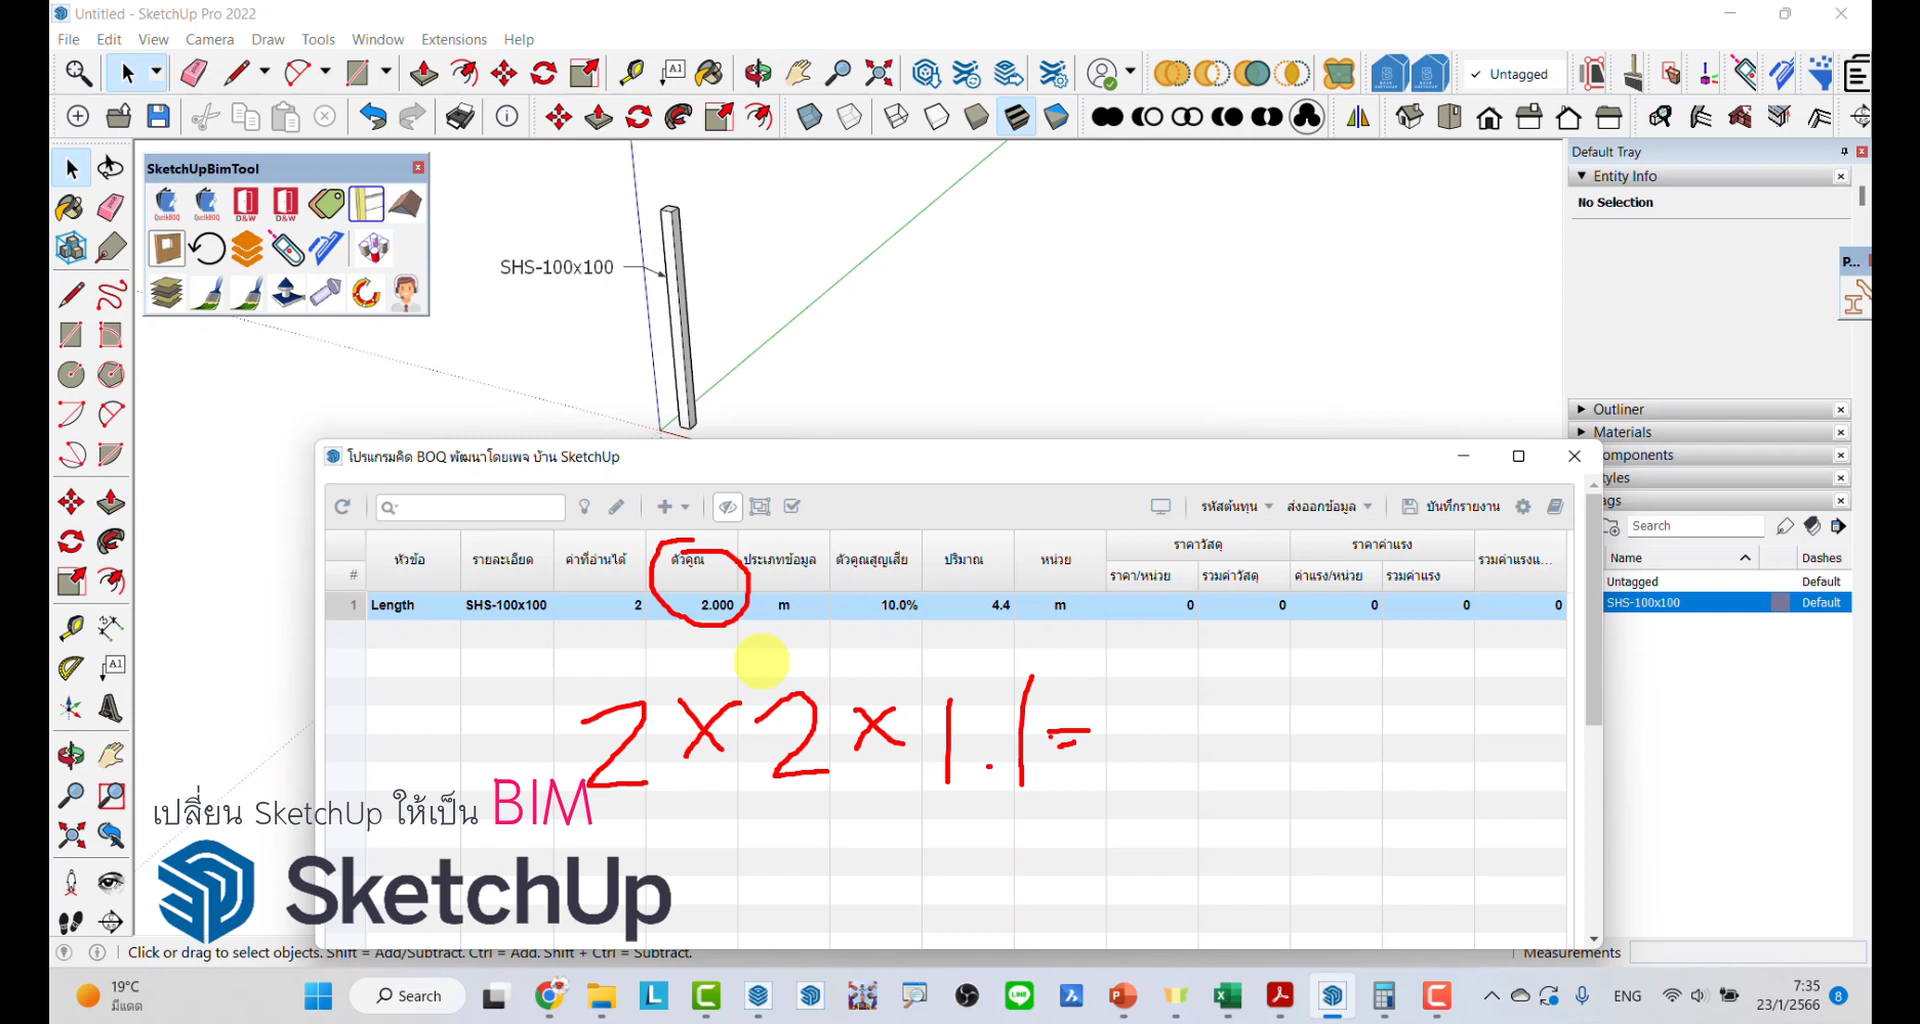 Untitled - SketchUp Pro 2022
File Edit View Camera Draw Tools Window Extensions Help
Untagged
SketchUpBimTool
D&W D&W
SHS-100x100
Default Tray
Entity Info
No Selection
P...
Outliner
Materials
omponents
tyles
ags
Search
Name Dashes
Untagged Default
SHS-100x100 Default
โปรแกรมคิด BOQ พัฒนาโดยเพจ บ้าน SketchUp
รหัสต้นทุน ส่งออกข้อมูล บันทึกรายงาน
# หัวข้อ รายละเอียด ค่าที่อ่านได้ ตัวคูณ ประเภทข้อมูล ตัวคูณสูญเสีย ปริมาณ หน่วย ราคาวัสดุ ราคาค่าแรง รวมค่าแรงแ...
ราคา/หน่วย รวมค่าวัสดุ ค่าแรง/หน่วย รวมค่าแรง
1 Length SHS-100x100 2 2.000 m 10.0% 4.4 m 0 0 0 0 0
2 x 2 x 1.1 =
เปลี่ยน SketchUp ให้เป็น BIM
SketchUp
Click or drag to select objects. Shift = Add/Subtract. Ctrl = Add. Shift + Ctrl = Subtract.
Measurements
19°C
มีแดด
Search
ENG
7:35
23/1/2566
8